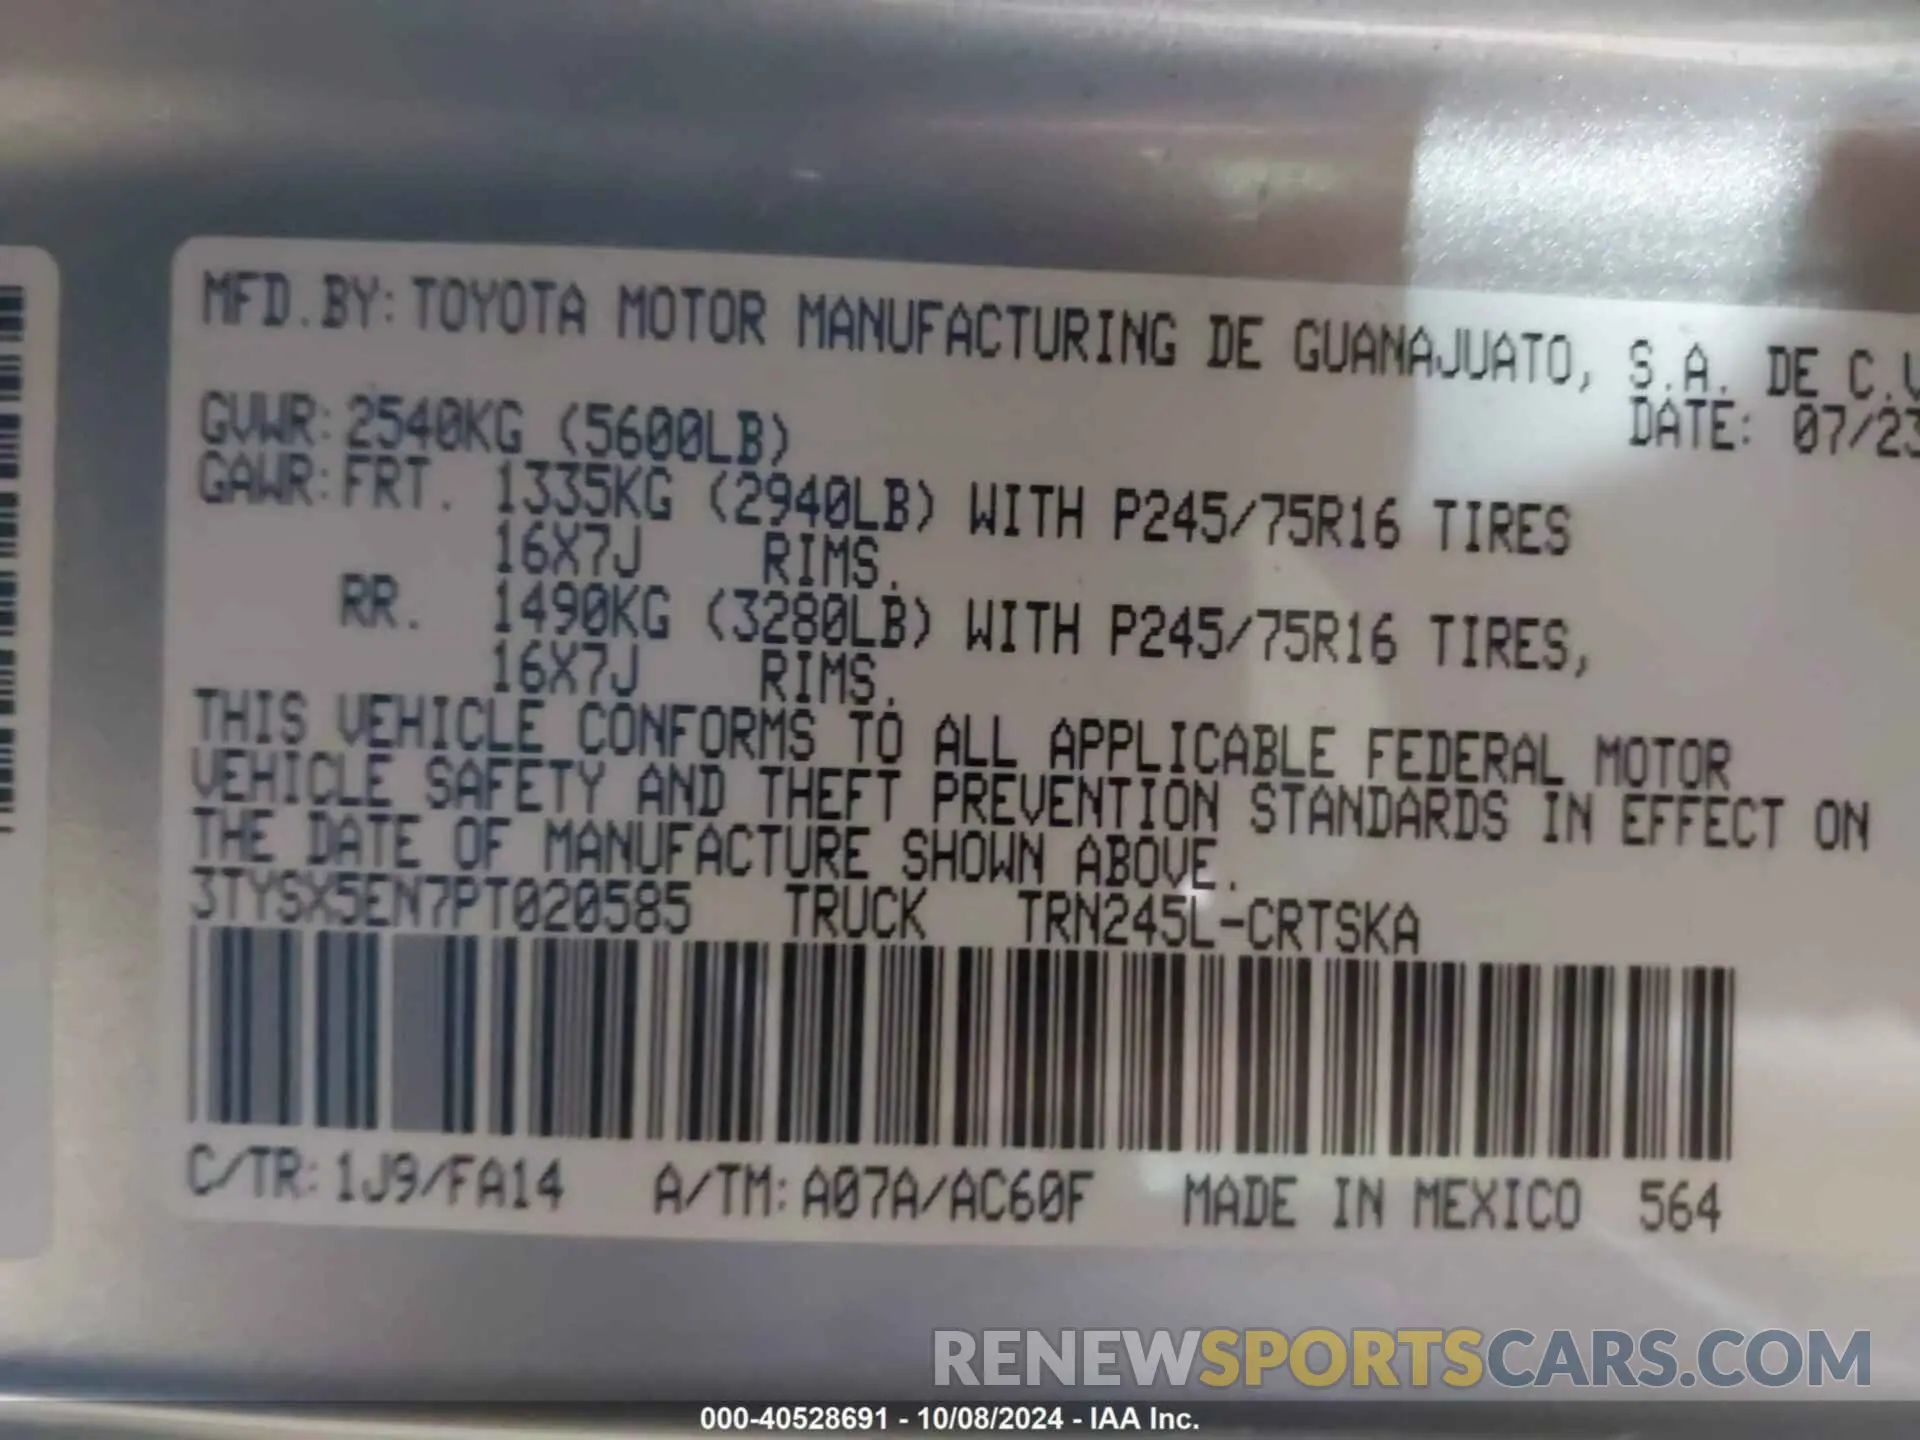 MFD.BY: TOYOTA MOTOR MANUFACTURING DE GUANAJUATO, S.A. DE C.V
DATE: 07/23
GVWR: 2540KG (5600LB)
GAWR: FRT. 1335KG (2940LB) WITH P245/75R16 TIRES
16X7J RIMS.
RR. 1490KG (3280LB) WITH P245/75R16 TIRES,
16X7J RIMS.
THIS VEHICLE CONFORMS TO ALL APPLICABLE FEDERAL MOTOR
VEHICLE SAFETY AND THEFT PREVENTION STANDARDS IN EFFECT ON
THE DATE OF MANUFACTURE SHOWN ABOVE.
3TYSX5EN7PT020585 TRUCK TRN245L-CRTSKA
C/TR: 1J9/FA14 A/TM: A07A/AC60F MADE IN MEXICO 564
RENEWSPORTSCARS.COM
000-40528691 - 10/08/2024 - IAA Inc.